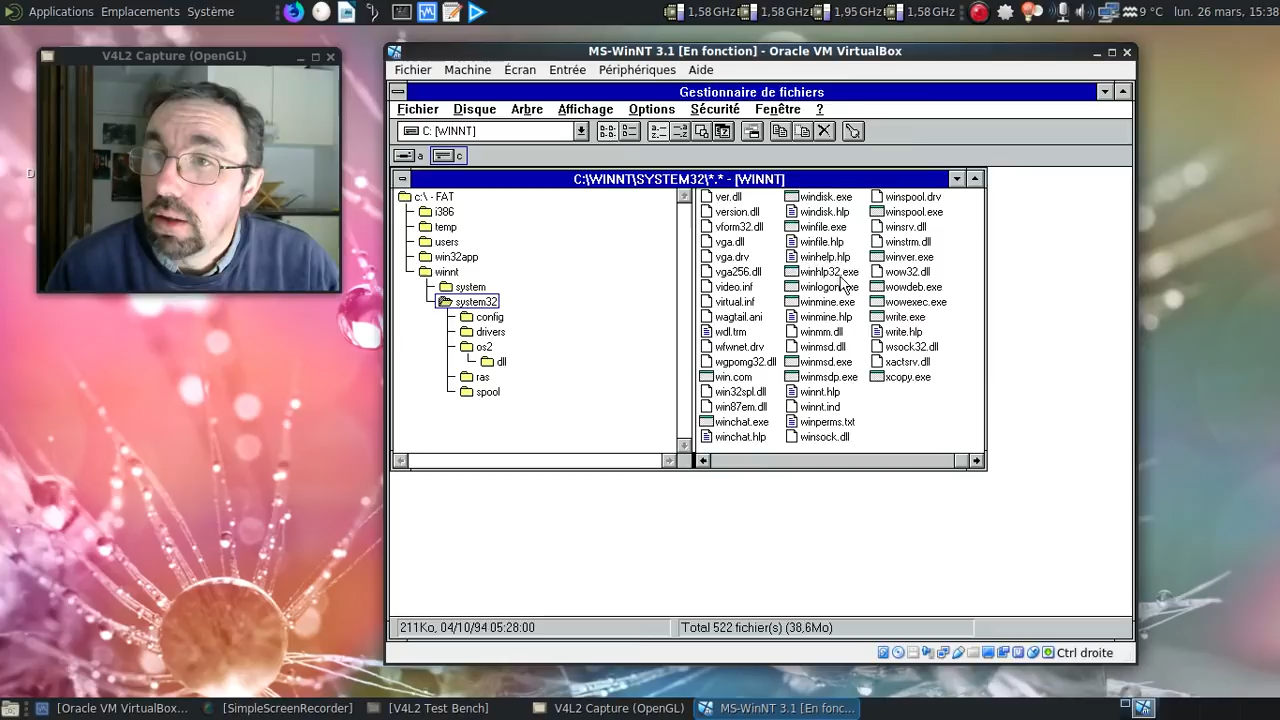 Applications Emplacements Système
1,58 GHz 1,58 GHz 1,95 GHz 1,58 GHz
9 °C lun. 26 mars, 15:38
V4L2 Capture (OpenGL)
MS-WinNT 3.1 [En fonction] - Oracle VM VirtualBox
Fichier Machine Écran Entrée Périphériques Aide
Gestionnaire de fichiers
Fichier Disque Arbre Affichage Options Sécurité Fenêtre ?
C: [WINNT]
a c
C:\WINNT\SYSTEM32\*.* - [WINNT]
c:\ - FAT
i386
temp
users
win32app
winnt
system
system32
config
drivers
os2
dll
ras
spool
ver.dll windisk.exe winspool.drv
version.dll windisk.hlp winspool.exe
vform32.dll winfile.exe winsrv.dll
vga.dll winfile.hlp winstrm.dll
vga.drv winhelp.hlp winver.exe
vga256.dll winhlp32.exe wow32.dll
video.inf winlogon.exe wowdeb.exe
virtual.inf winmine.exe wowexec.exe
wagtail.ani winmine.hlp write.exe
wdl.trm winmm.dll write.hlp
wfwnet.drv winmsd.dll wsock32.dll
wgpomg32.dll winmsd.exe xactsrv.dll
win.com winmsdp.exe xcopy.exe
win32spl.dll winnt.hlp
win87em.dll winnt.ind
winchat.exe winperms.txt
winchat.hlp winsock.dll
211Ko, 04/10/94 05:28:00 Total 522 fichier(s) (38,6Mo)
Ctrl droite
[Oracle VM VirtualBox... [SimpleScreenRecorder] [V4L2 Test Bench] V4L2 Capture (OpenGL) MS-WinNT 3.1 [En fonc...